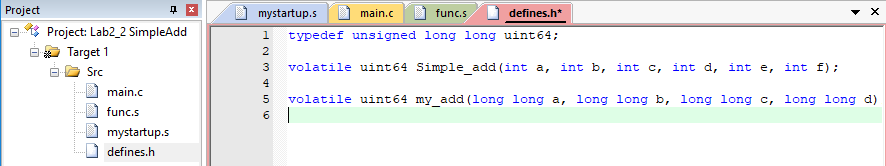 Project
Project: Lab2_2 SimpleAdd
Target 1
Src
main.c
func.s
mystartup.s
defines.h
mystartup.s main.c func.s defines.h*
1 typedef unsigned long long uint64;
2
3 volatile uint64 Simple_add(int a, int b, int c, int d, int e, int f);
4
5 volatile uint64 my_add(long long a, long long b, long long c, long long d)
6